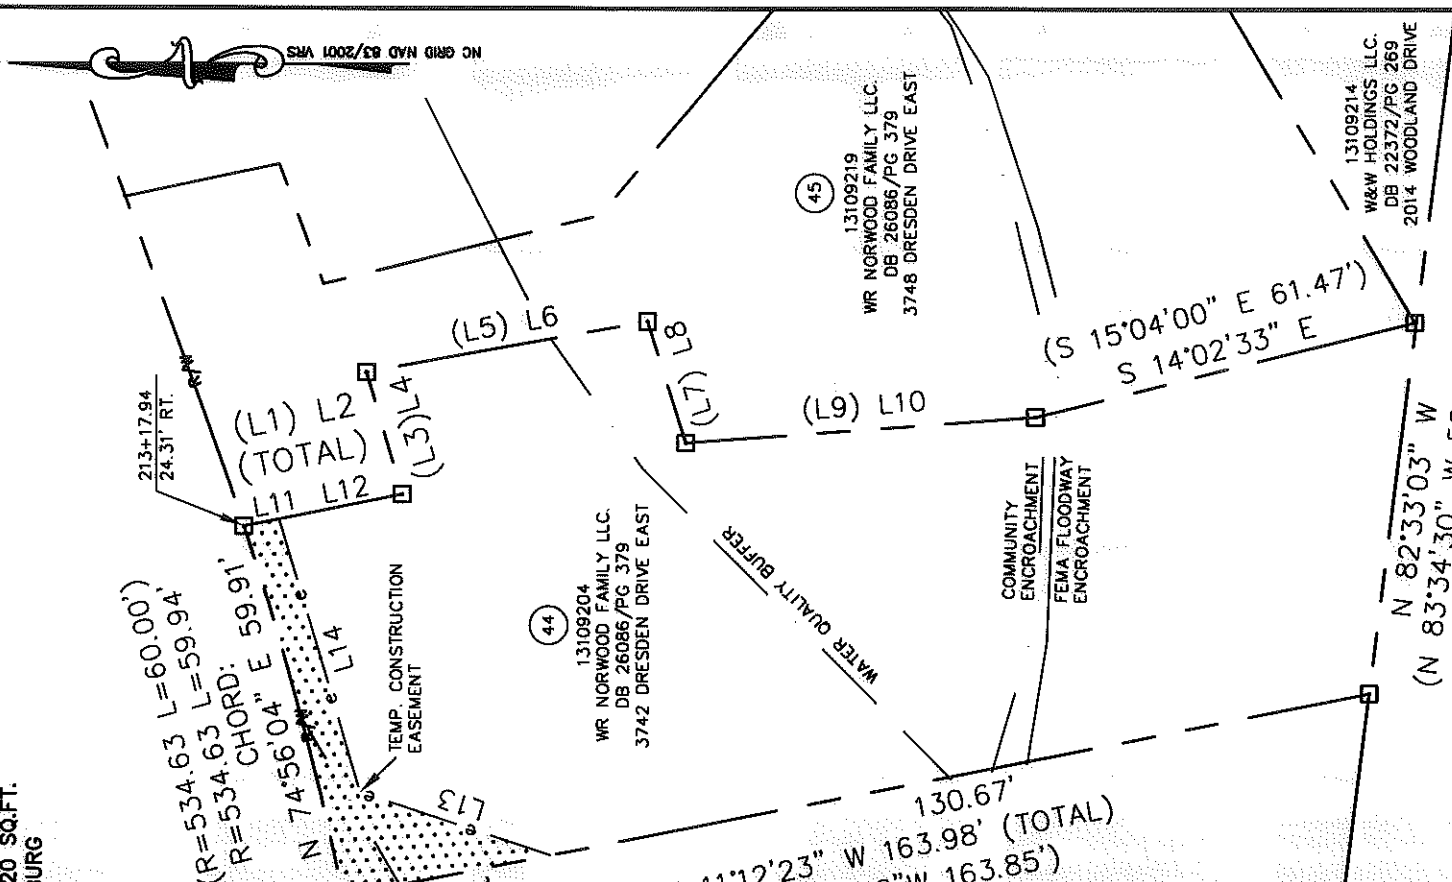 20 SQ.FT.
BURG
NC GRID NAD 83/2001 VRS
213+17.94
24.31' RT.
(L1) L2
(TOTAL)
(L3)L4
(L5) L6
(L7) L8
(L9) L10
L11 L12
L14
L13
(R=534.63 L=60.00')
R=534.63 L=59.94'
CHORD:
N 74°56'04" E 59.91'
R/W
R/W
e
e
e
e
TEMP. CONSTRUCTION
EASEMENT
44
13109204
WR NORWOOD FAMILY LLC.
DB 26086/PG 379
3742 DRESDEN DRIVE EAST
45
13109219
WR NORWOOD FAMILY LLC.
DB 26086/PG 379
3748 DRESDEN DRIVE EAST
13109214
W&W HOLDINGS LLC.
DB 22372/PG 269
2014 WOODLAND DRIVE
WATER QUALITY BUFFER
COMMUNITY
ENCROACHMENT
FEMA FLOODWAY
ENCROACHMENT
(S 15°04'00" E 61.47')
S 14°02'33" E
N 82°33'03" W
(N 83°34'30" W
130.67'
11°12'23" W 163.98' (TOTAL)
"W 163.85')